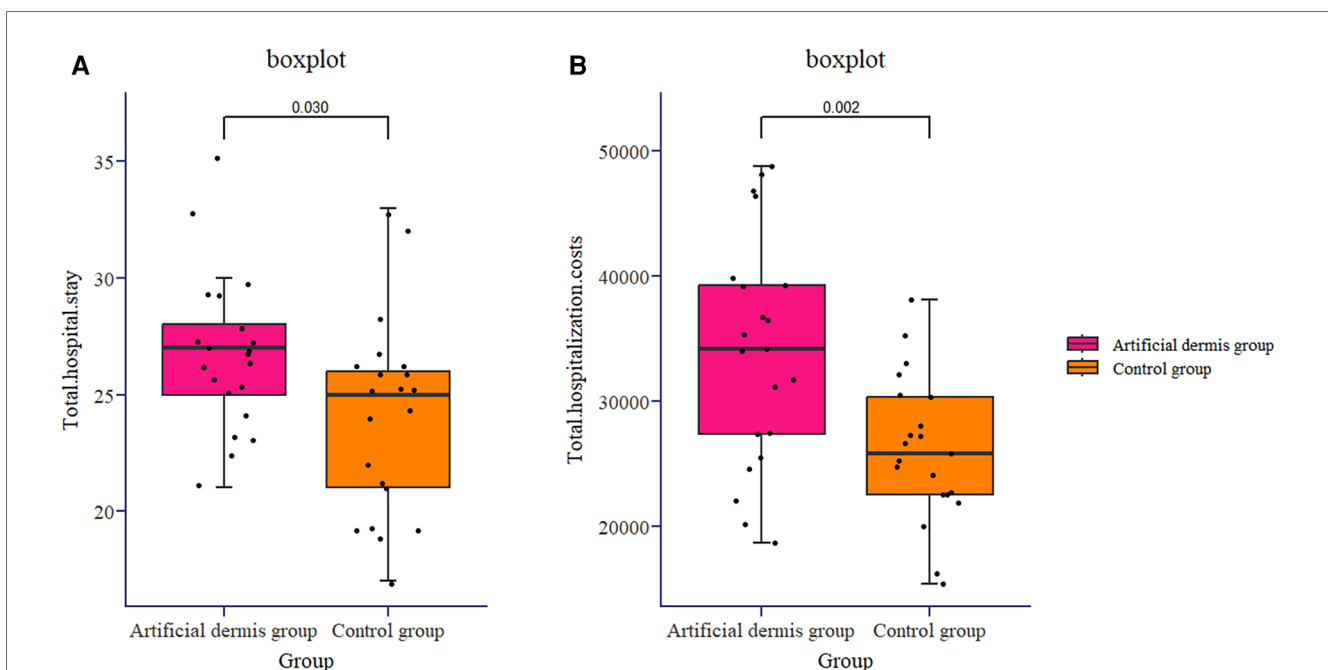 A
boxplot
0.030
Total.hospital.stay
35
30
25
20
Artificial dermis group
Control group
Group
B
boxplot
0.002
Total.hospitalization.costs
50000
40000
30000
20000
Artificial dermis group
Control group
Group
Artificial dermis group
Control group